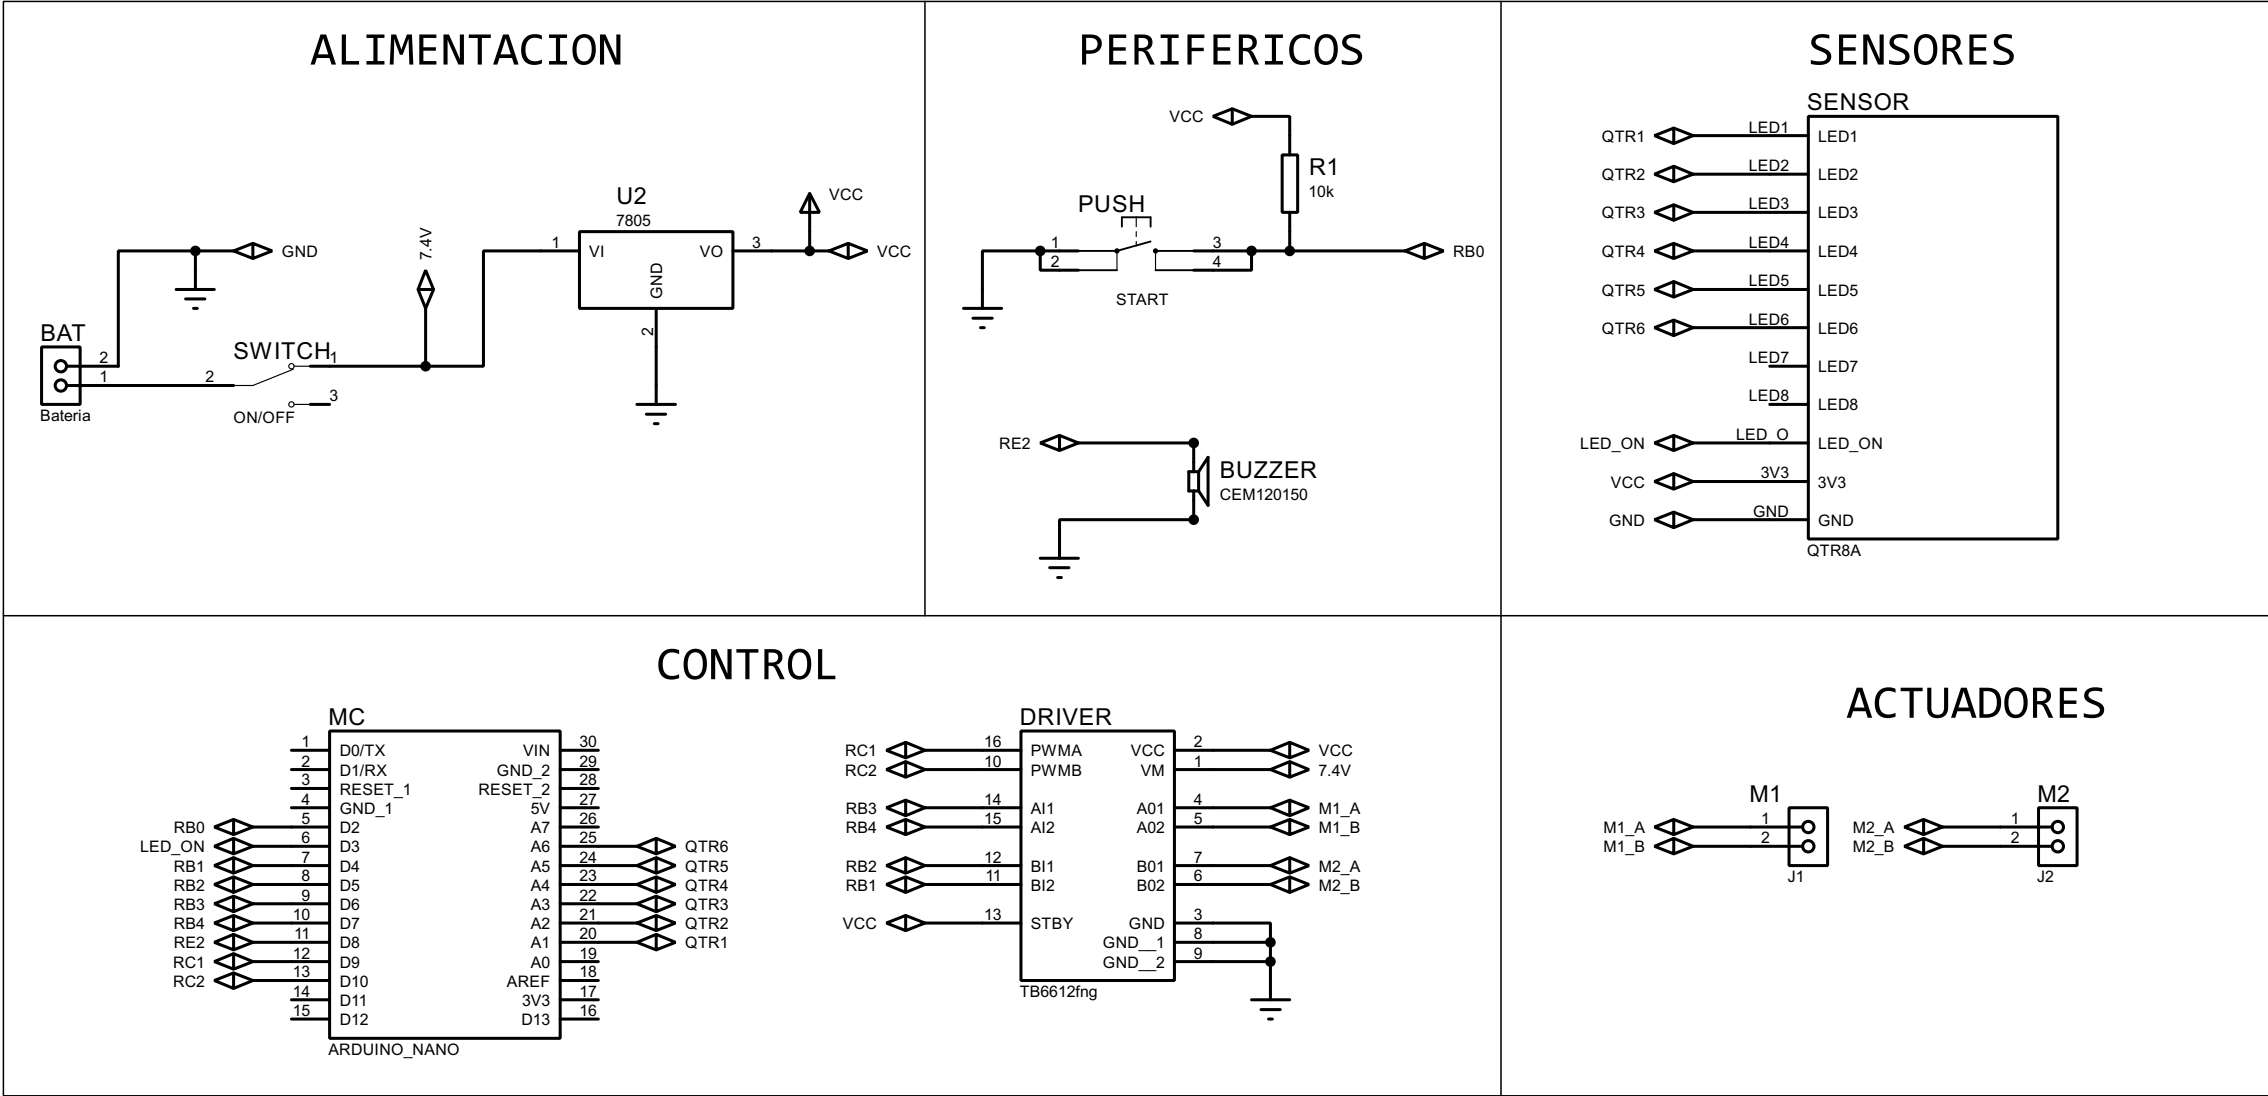 ALIMENTACION
BAT
2
1
Bateria
GND
SWITCH
2
1
3
ON/OFF
7.4V
U2
7805
1
VI
VO
3
GND
2
VCC
VCC
PERIFERICOS
VCC
R1
10k
PUSH
1
2
3
4
START
RB0
RE2
BUZZER
CEM120150
SENSORES
SENSOR
QTR1 LED1 LED1
QTR2 LED2 LED2
QTR3 LED3 LED3
QTR4 LED4 LED4
QTR5 LED5 LED5
QTR6 LED6 LED6
LED7 LED7
LED8 LED8
LED_ON LED_O LED_ON
VCC 3V3 3V3
GND GND GND
QTR8A
CONTROL
MC
1 D0/TX VIN 30
2 D1/RX GND_2 29
3 RESET_1 RESET_2 28
4 GND_1 5V 27
RB0 5 D2 A7 26
LED_ON 6 D3 A6 25 QTR6
RB1 7 D4 A5 24 QTR5
RB2 8 D5 A4 23 QTR4
RB3 9 D6 A3 22 QTR3
RB4 10 D7 A2 21 QTR2
RE2 11 D8 A1 20 QTR1
RC1 12 D9 A0 19
RC2 13 D10 AREF 18
14 D11 3V3 17
15 D12 D13 16
ARDUINO_NANO
DRIVER
RC1 16 PWMA VCC 2 VCC
RC2 10 PWMB VM 1 7.4V
RB3 14 AI1 A01 4 M1_A
RB4 15 AI2 A02 5 M1_B
RB2 12 BI1 B01 7 M2_A
RB1 11 BI2 B02 6 M2_B
VCC 13 STBY GND 3
GND__1 8
GND__2 9
TB6612fng
ACTUADORES
M1
M1_A 1
M1_B 2
J1
M2
M2_A 1
M2_B 2
J2